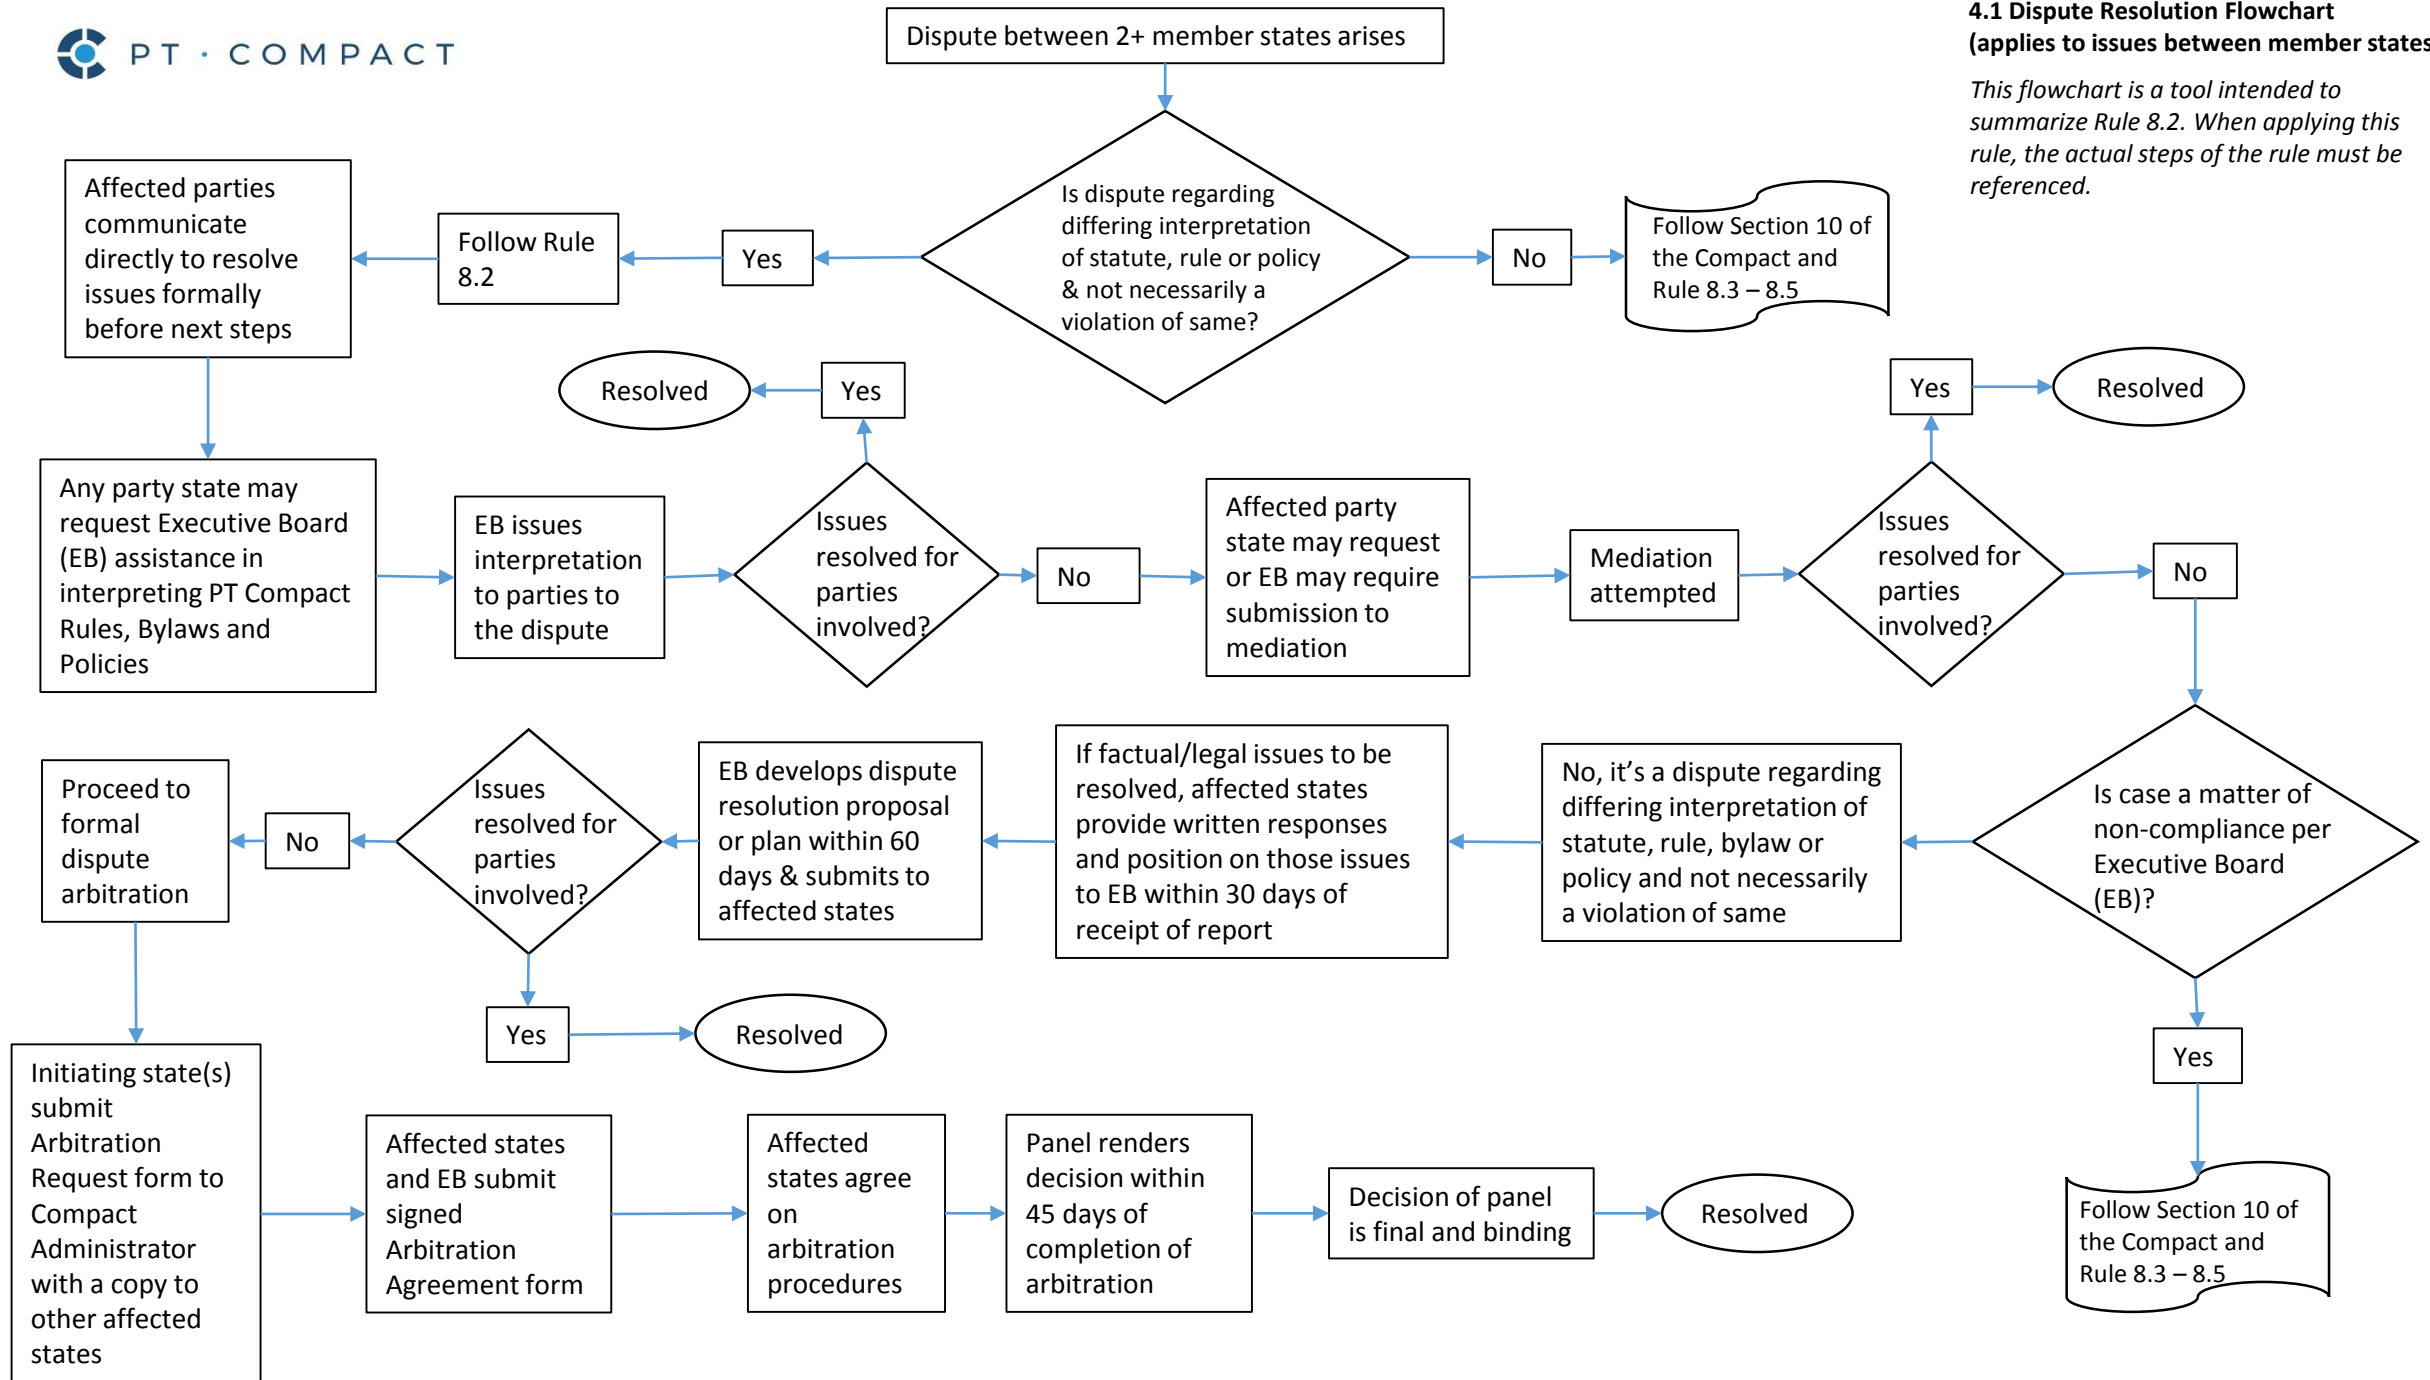 PT · COMPACT
Dispute between 2+ member states arises
4.1 Dispute Resolution Flowchart
(applies to issues between member states
This flowchart is a tool intended to
summarize Rule 8.2. When applying this
rule, the actual steps of the rule must be
referenced.
Affected parties
communicate
directly to resolve
issues formally
before next steps
Follow Rule
8.2
Yes
Is dispute regarding
differing interpretation
of statute, rule or policy
& not necessarily a
violation of same?
No
Follow Section 10 of
the Compact and
Rule 8.3 – 8.5
Resolved
Yes
Yes
Resolved
Any party state may
request Executive Board
(EB) assistance in
interpreting PT Compact
Rules, Bylaws and
Policies
EB issues
interpretation
to parties to
the dispute
Issues
resolved for
parties
involved?
No
Affected party
state may request
or EB may require
submission to
mediation
Mediation
attempted
Issues
resolved for
parties
involved?
No
Proceed to
formal
dispute
arbitration
No
Issues
resolved for
parties
involved?
EB develops dispute
resolution proposal
or plan within 60
days & submits to
affected states
If factual/legal issues to be
resolved, affected states
provide written responses
and position on those issues
to EB within 30 days of
receipt of report
No, it’s a dispute regarding
differing interpretation of
statute, rule, bylaw or
policy and not necessarily
a violation of same
Is case a matter of
non-compliance per
Executive Board
(EB)?
Yes
Resolved
Yes
Initiating state(s)
submit
Arbitration
Request form to
Compact
Administrator
with a copy to
other affected
states
Affected states
and EB submit
signed
Arbitration
Agreement form
Affected
states agree
on
arbitration
procedures
Panel renders
decision within
45 days of
completion of
arbitration
Decision of panel
is final and binding
Resolved
Follow Section 10 of
the Compact and
Rule 8.3 – 8.5